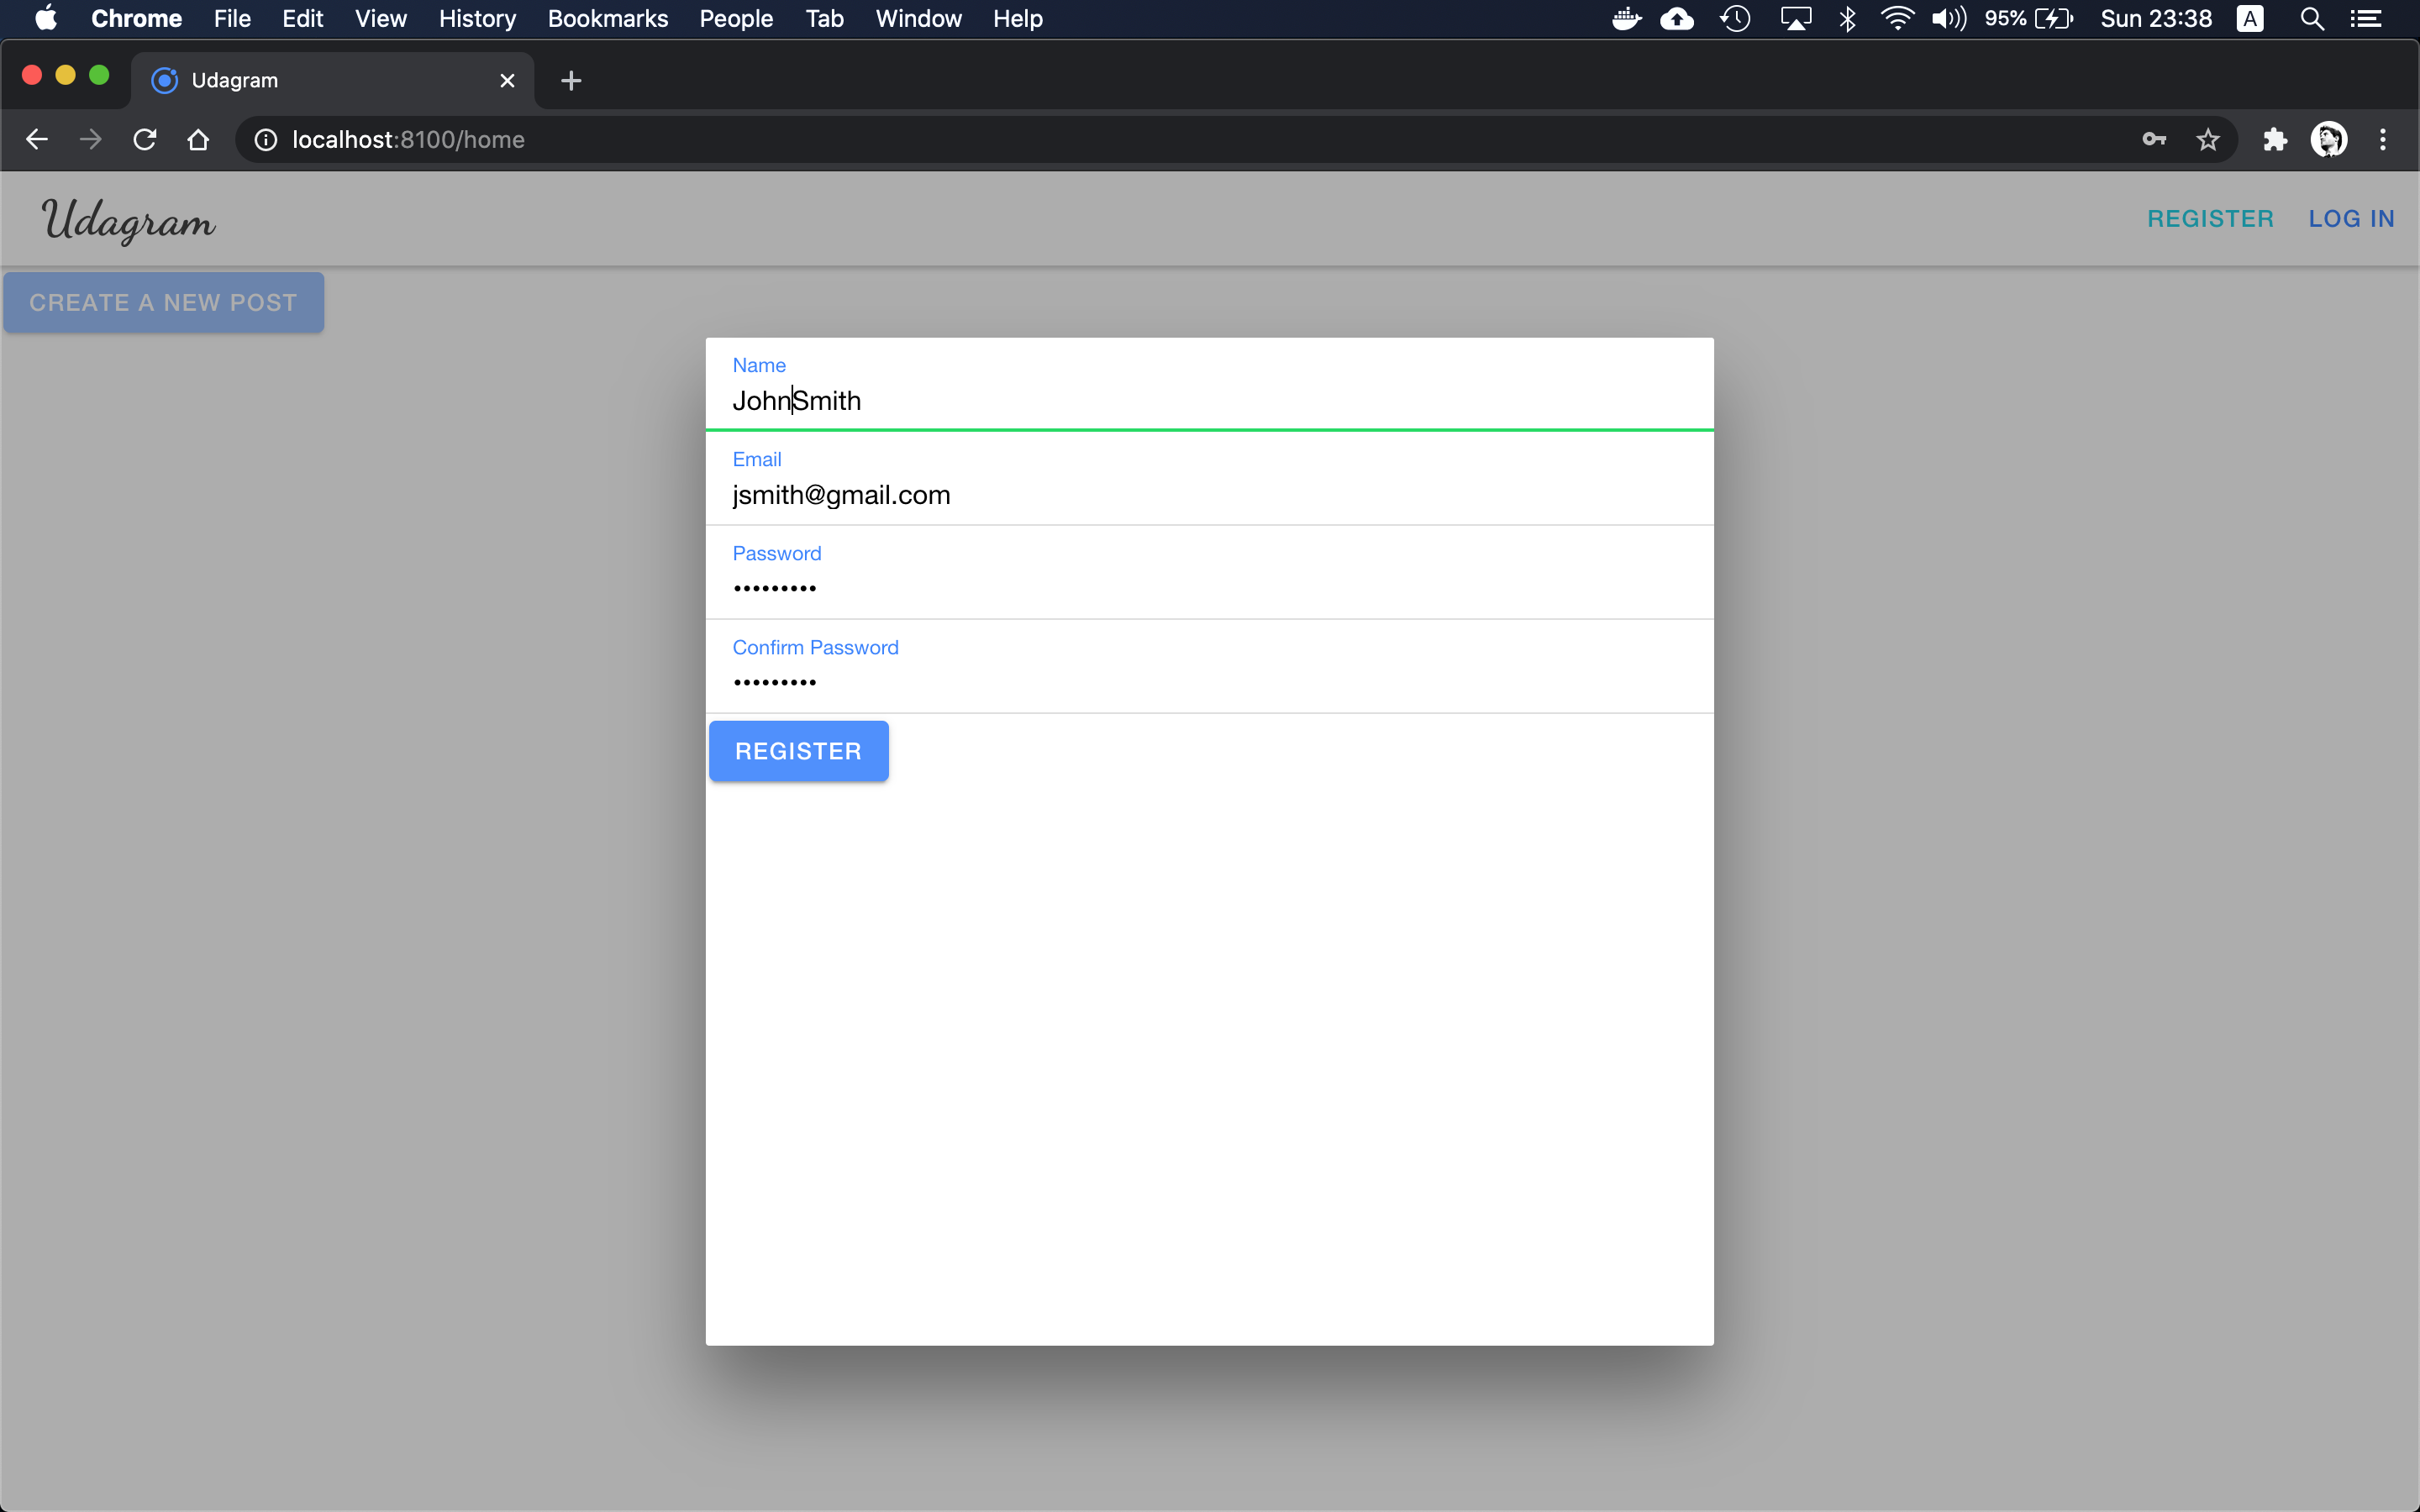 Chrome File Edit View History Bookmarks People Tab Window Help 95% Sun 23:38 A
Udagram
localhost:8100/home
Udagram REGISTER LOG IN
CREATE A NEW POST
Name
JohnSmith
Email
jsmith@gmail.com
Password
•••••••••
Confirm Password
•••••••••
REGISTER